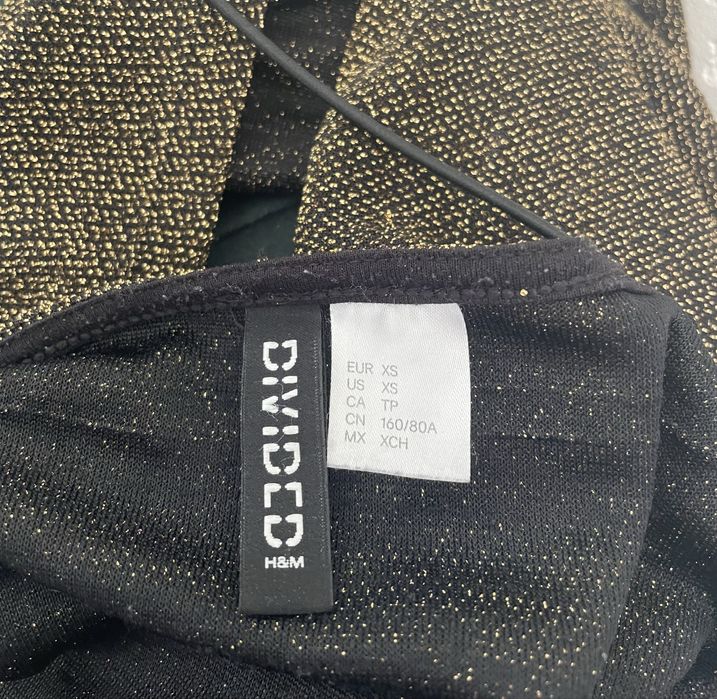 DIVIDED
H&M
EUR XS
US XS
CA TP
CN 160/80A
MX XCH